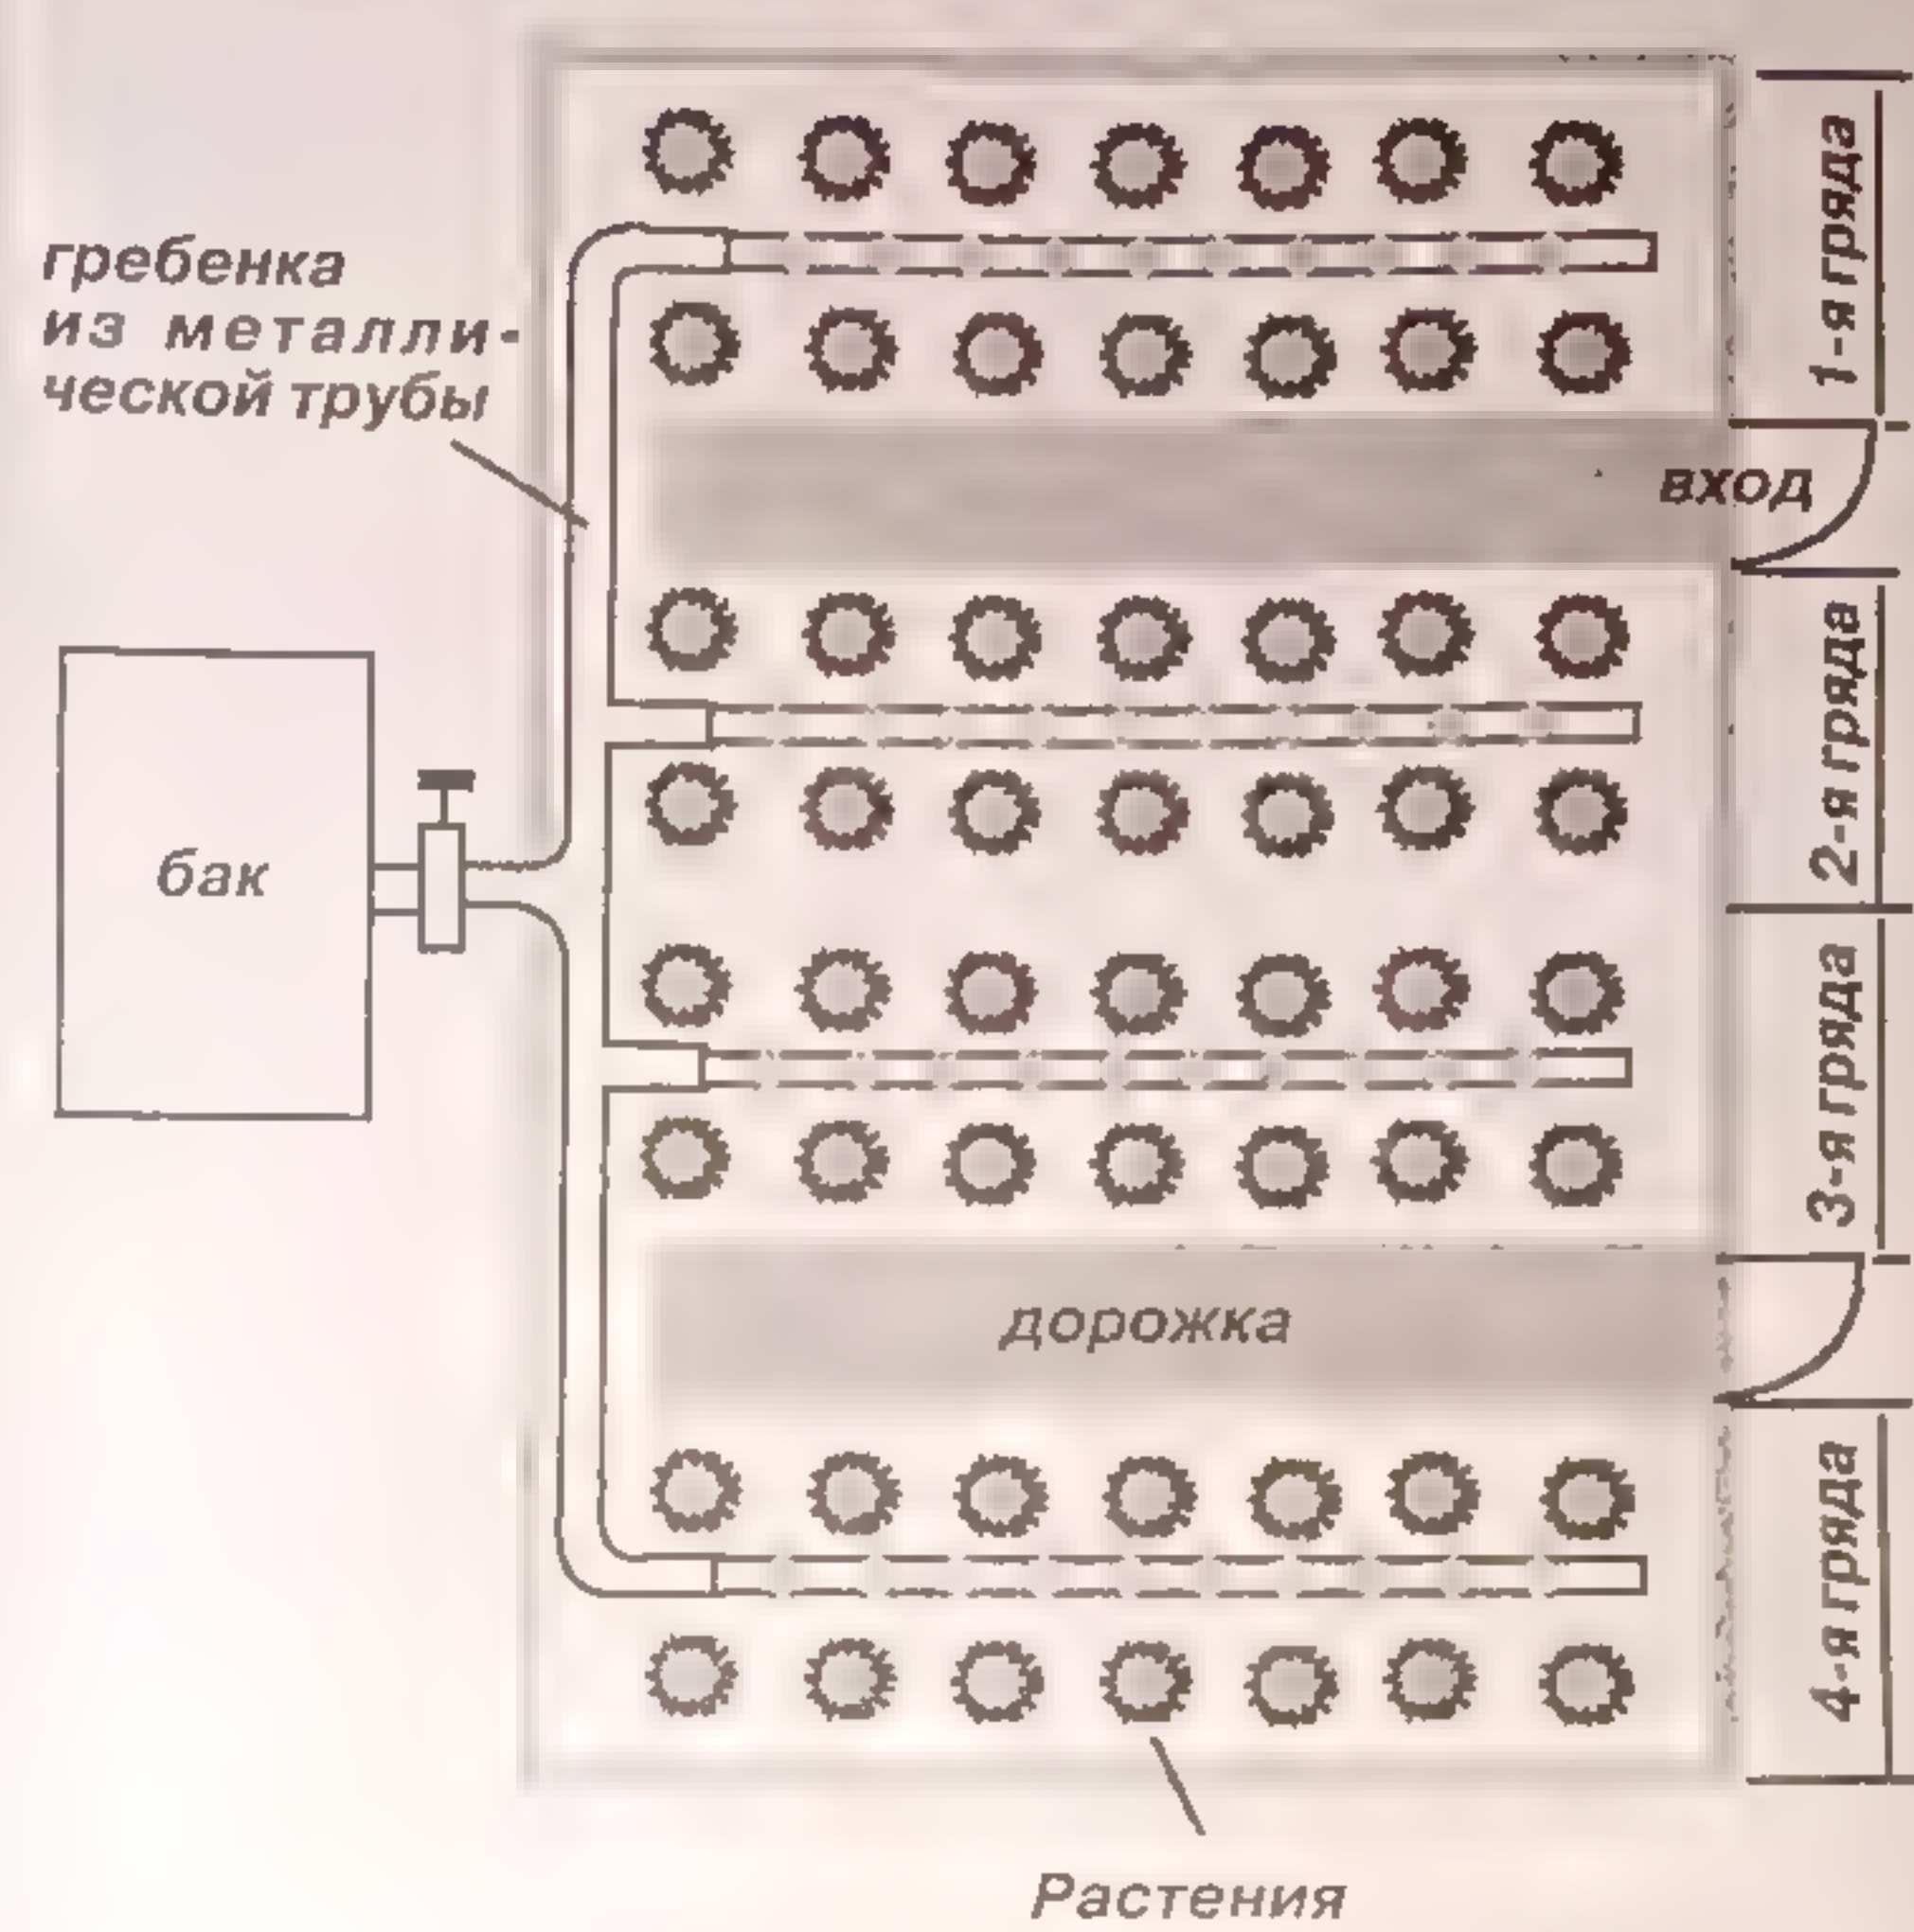 гребенка
из металли-
ческой трубы
бак
1-я гряда
вход
2-я гряда
3-я гряда
дорожка
4-я гряда
Растения